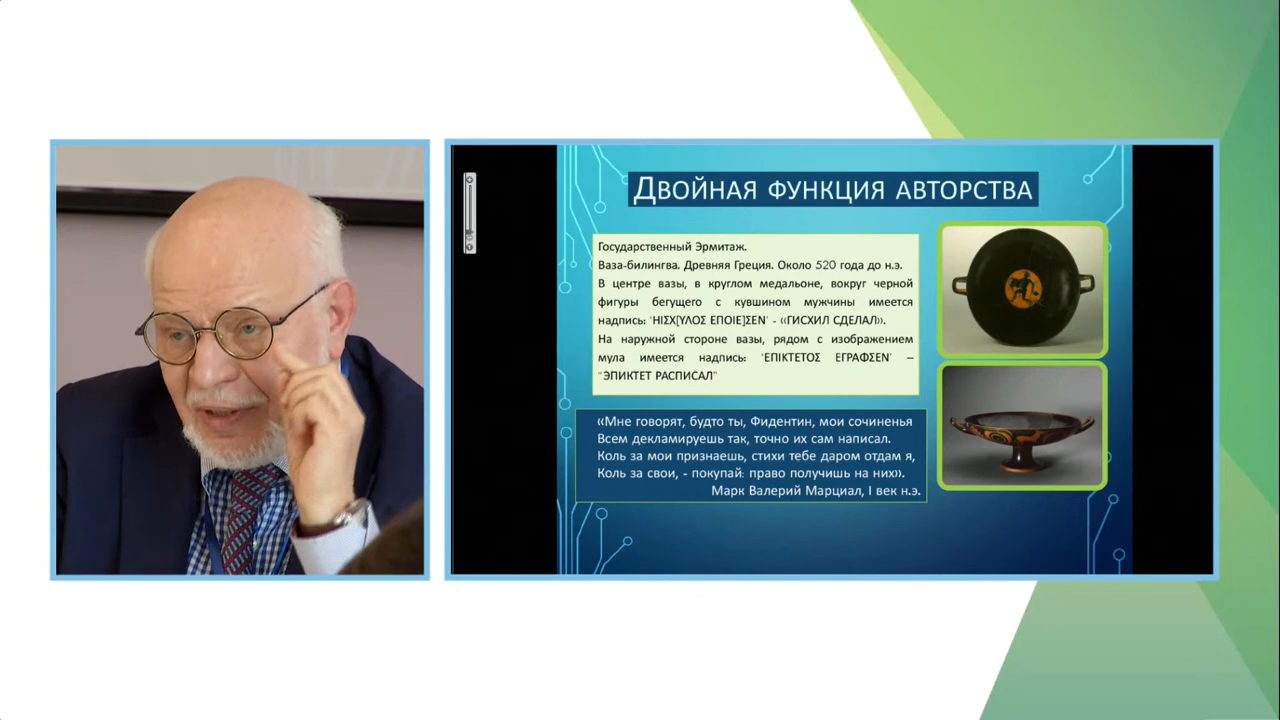 ДВОЙНАЯ ФУНКЦИЯ АВТОРСТВА
Государственный Эрмитаж.
Ваза-билингва. Древняя Греция. Около 520 года до н.э.
В центре вазы, в круглом медальоне, вокруг черной
фигуры бегущего с кувшином мужчины имеется
надпись: 'ΗΙΣΧ[ΥΛΟΣ ΕΠΟΙΕ]ΣΕΝ' - «ГИСХИЛ СДЕЛАЛ».
На наружной стороне вазы, рядом с изображением
мула имеется надпись: 'ΕΠΙΚΤΕΤΟΣ ΕΓΡΑΦΣΕΝ' –
"ЭПИКТЕТ РАСПИСАЛ"
«Мне говорят, будто ты, Фидентин, мои сочиненья
Всем декламируешь так, точно их сам написал.
Коль за мои признаешь, стихи тебе даром отдам я,
Коль за свои, - покупай: право получишь на них».
Марк Валерий Марциал, I век н.э.